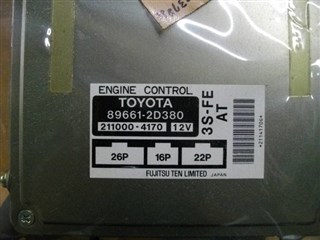 ENGINE CONTROL
TOYOTA
89661-2D380
211000-4170 12V
3S-FE
AT
26P 16P 22P
FUJITSU TEN LIMITED JAPAN